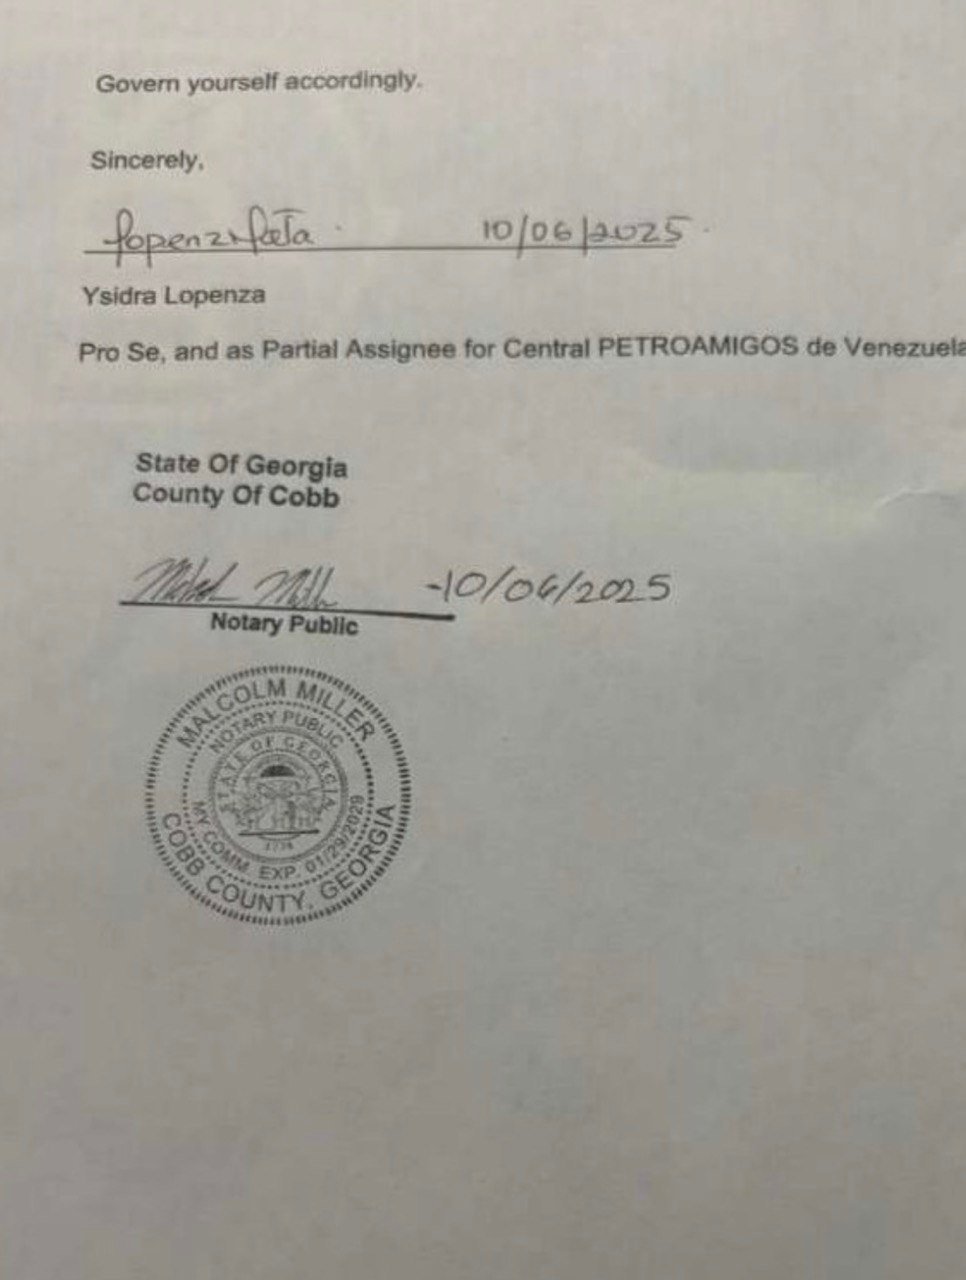 Govern yourself accordingly.
Sincerely,
10/06/2025
Ysidra Lopenza
Pro Se, and as Partial Assignee for Central PETROAMIGOS de Venezuela
State Of Georgia
County Of Cobb
-10/06/2025
Notary Public
MALCOLM MILLER
NOTARY PUBLIC
STATE OF GEORGIA
1776
MY COMM. EXP. 01/29/2029
COBB COUNTY, GEORGIA